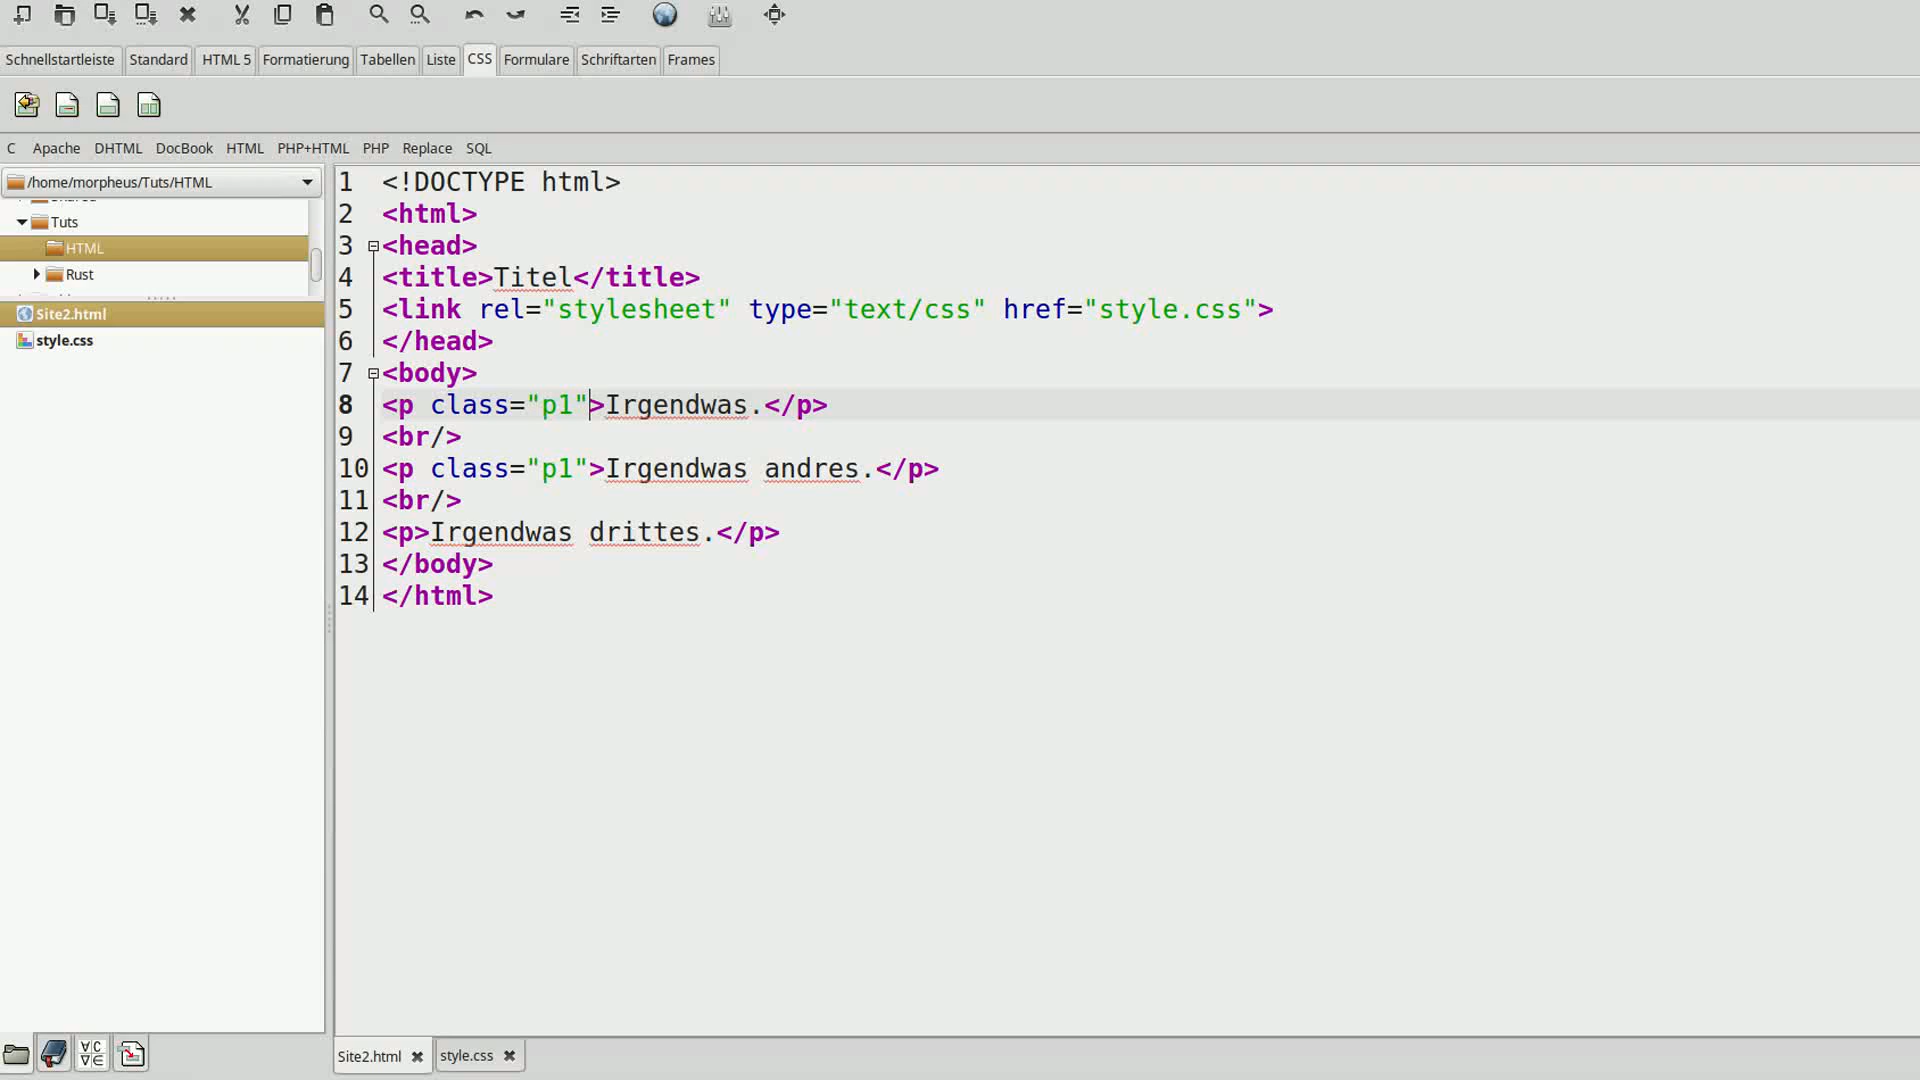 Schnellstartleiste Standard HTML 5 Formatierung Tabellen Liste CSS Formulare Schriftarten Frames
C Apache DHTML DocBook HTML PHP+HTML PHP Replace SQL
/home/morpheus/Tuts/HTML
Tuts
HTML
Rust
Site2.html
style.css
1 <!DOCTYPE html>
2 <html>
3 <head>
4 <title>Titel</title>
5 <link rel="stylesheet" type="text/css" href="style.css">
6 </head>
7 <body>
8 <p class="p1">Irgendwas.</p>
9 <br/>
10 <p class="p1">Irgendwas andres.</p>
11 <br/>
12 <p>Irgendwas drittes.</p>
13 </body>
14 </html>
Site2.html style.css